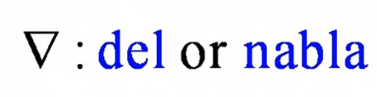 ∇ : del or nabla